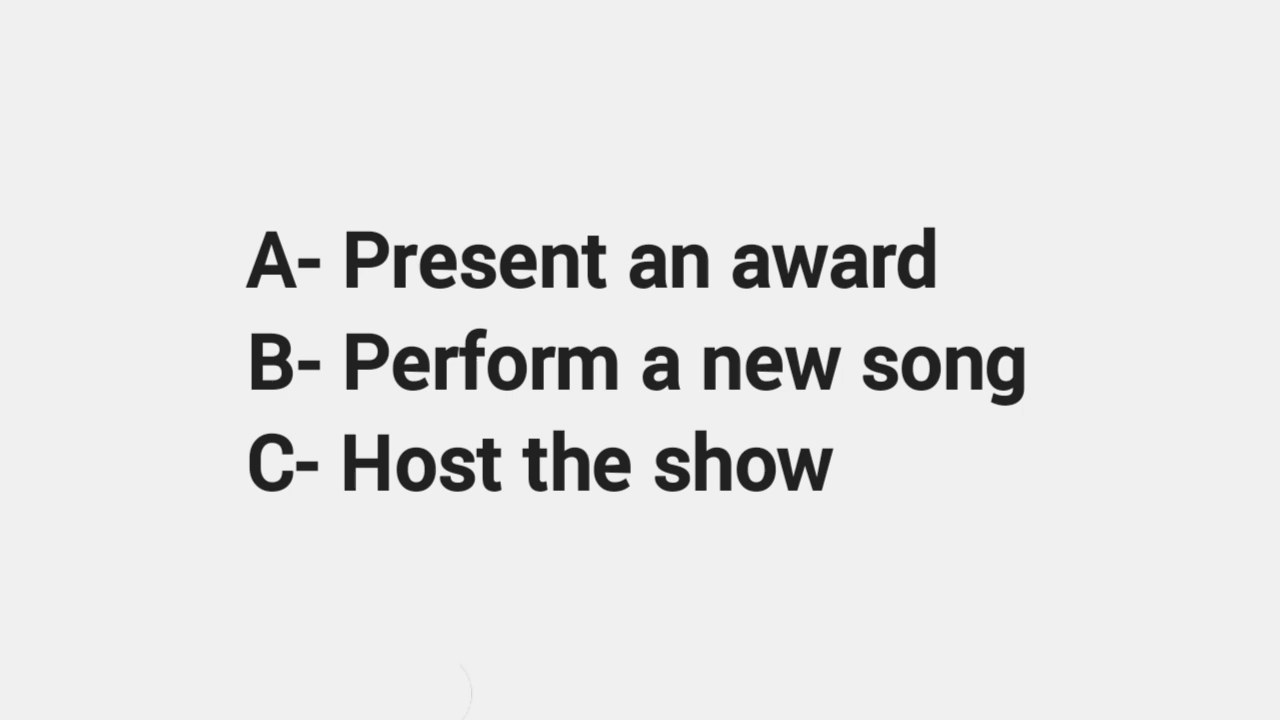 A- Present an award
B- Perform a new song
C- Host the show